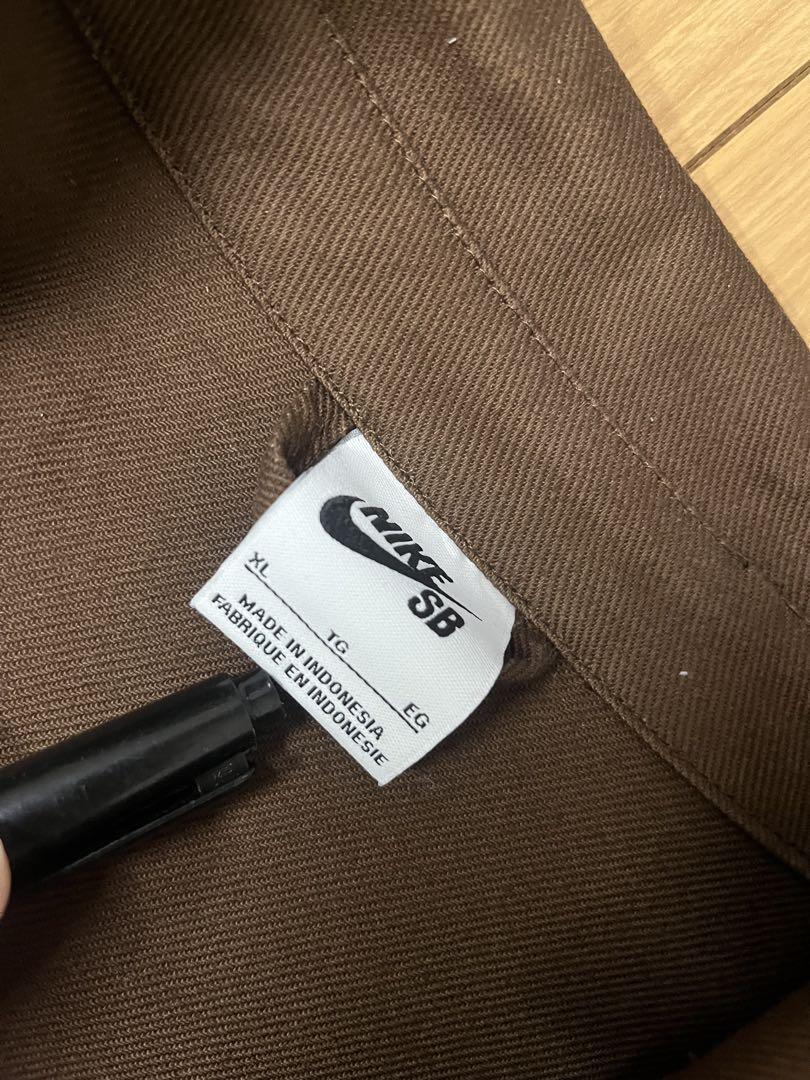 NIKE
SB
XL TG EG
MADE IN INDONESIA
FABRIQUE EN INDONESIE